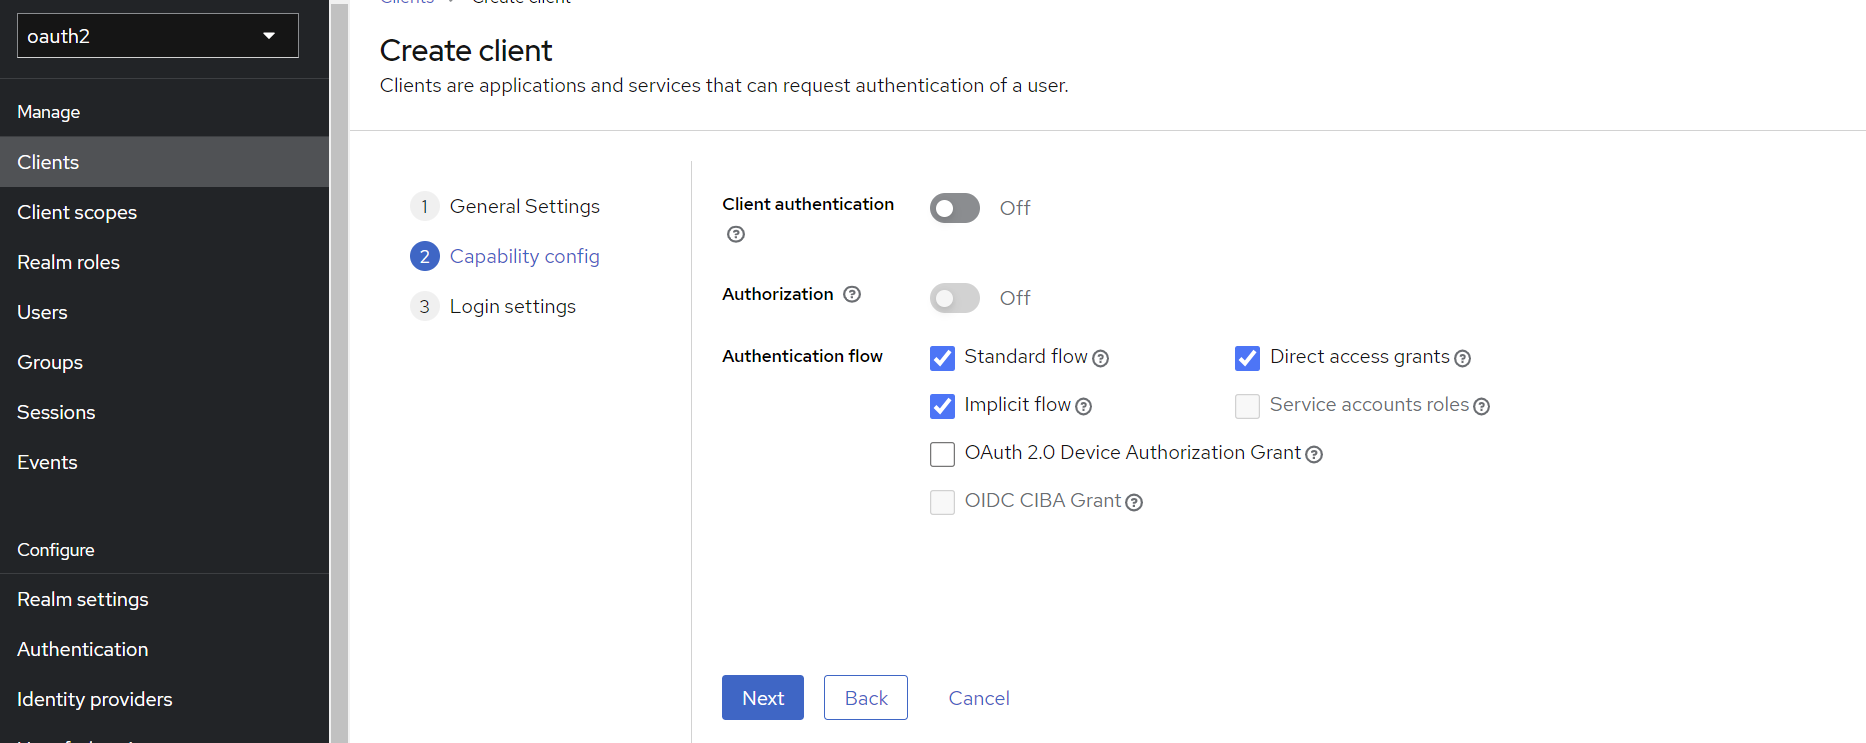 oauth2
Manage
Clients
Client scopes
Realm roles
Users
Groups
Sessions
Events
Configure
Realm settings
Authentication
Identity providers
Clients > Create client
Create client
Clients are applications and services that can request authentication of a user.
1 General Settings
2 Capability config
3 Login settings
Client authentication
Off
Authorization
Off
Authentication flow
Standard flow
Direct access grants
Implicit flow
Service accounts roles
OAuth 2.0 Device Authorization Grant
OIDC CIBA Grant
Next
Back
Cancel